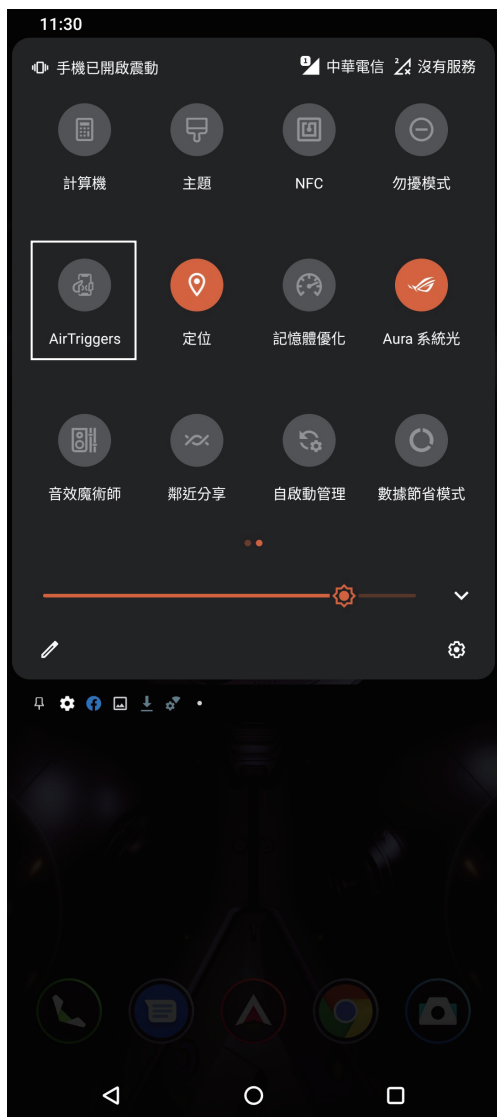 11:30
手機已開啟震動 1 中華電信 2 沒有服務
計算機 主題 NFC 勿擾模式
AirTriggers 定位 記憶體優化 Aura 系統光
音效魔術師 鄰近分享 自啟動管理 數據節省模式